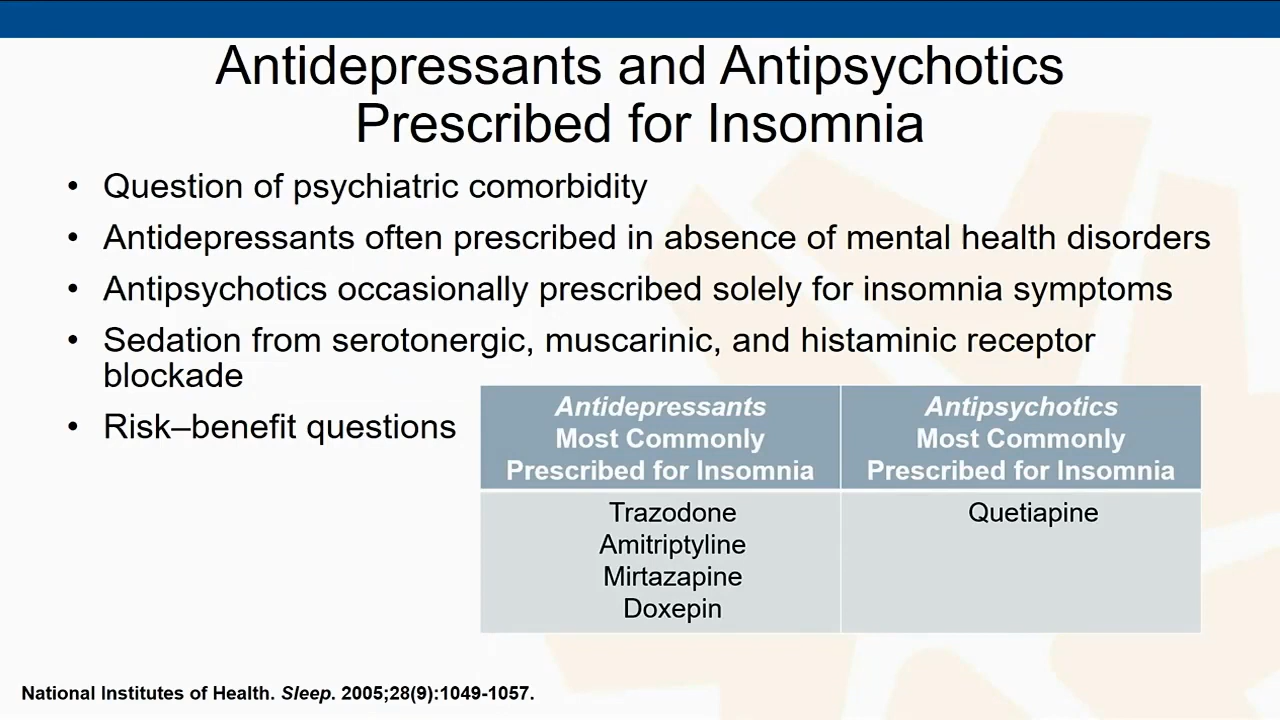 Antidepressants and Antipsychotics
Prescribed for Insomnia
• Question of psychiatric comorbidity
• Antidepressants often prescribed in absence of mental health disorders
• Antipsychotics occasionally prescribed solely for insomnia symptoms
• Sedation from serotonergic, muscarinic, and histaminic receptor
blockade
• Risk–benefit questions
Antidepressants
Most Commonly
Prescribed for Insomnia
Antipsychotics
Most Commonly
Prescribed for Insomnia
Trazodone
Amitriptyline
Mirtazapine
Doxepin
Quetiapine
National Institutes of Health. Sleep. 2005;28(9):1049-1057.